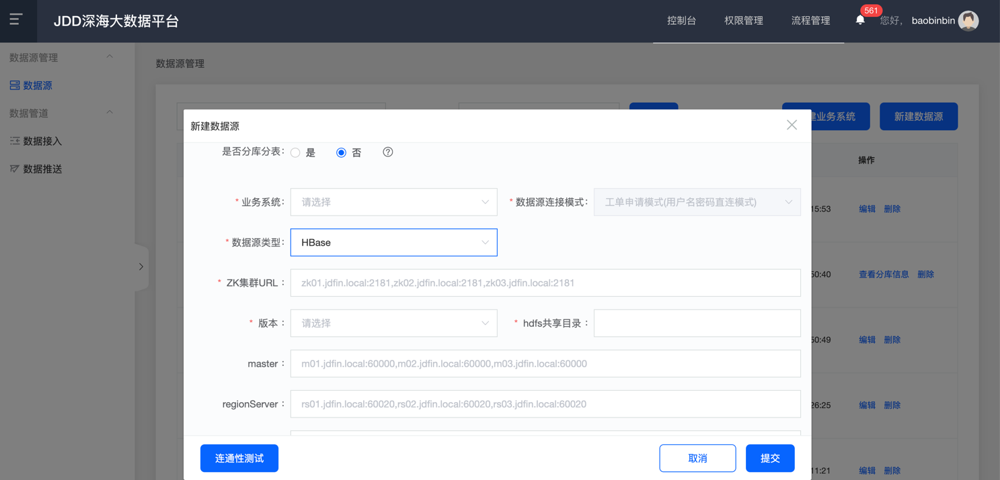 JDD深海大数据平台
控制台 权限管理 流程管理 561 您好, baobinbin
数据源管理
数据源
数据管道
数据接入
数据推送
数据源管理
建业务系统 新建数据源
操作
15:53 编辑 删除
50:40 查看分库信息 删除
50:49 编辑 删除
26:25 编辑 删除
11:21 编辑 删除
新建数据源
是否分库分表: 是 否
* 业务系统: 请选择 * 数据源连接模式: 工单申请模式(用户名密码直连模式)
* 数据源类型: HBase
* ZK集群URL : zk01.jdfin.local:2181,zk02.jdfin.local:2181,zk03.jdfin.local:2181
* 版本 : 请选择 * hdfs共享目录 :
master : m01.jdfin.local:60000,m02.jdfin.local:60000,m03.jdfin.local:60000
regionServer : rs01.jdfin.local:60020,rs02.jdfin.local:60020,rs03.jdfin.local:60020
连通性测试 取消 提交